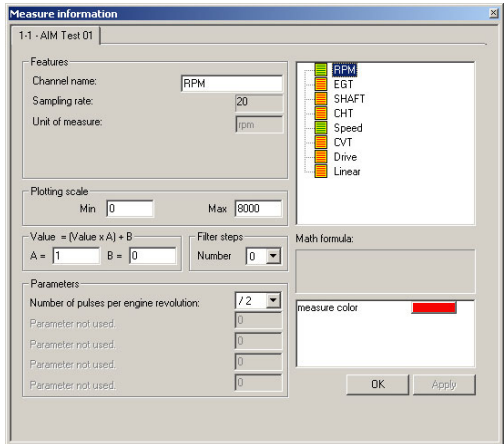 Measure information
1-1 - AIM Test 01
Features
Channel name: RPM
Sampling rate: 20
Unit of measure: rpm
Plotting scale
Min 0 Max 8000
Value = (Value x A) + B
A = 1 B = 0
Filter steps
Number 0
Parameters
Number of pulses per engine revolution: / 2
Parameter not used. 0
Parameter not used. 0
Parameter not used. 0
Parameter not used. 0
RPM
EGT
SHAFT
CHT
Speed
CVT
Drive
Linear
Math formula:
measure color
OK Apply